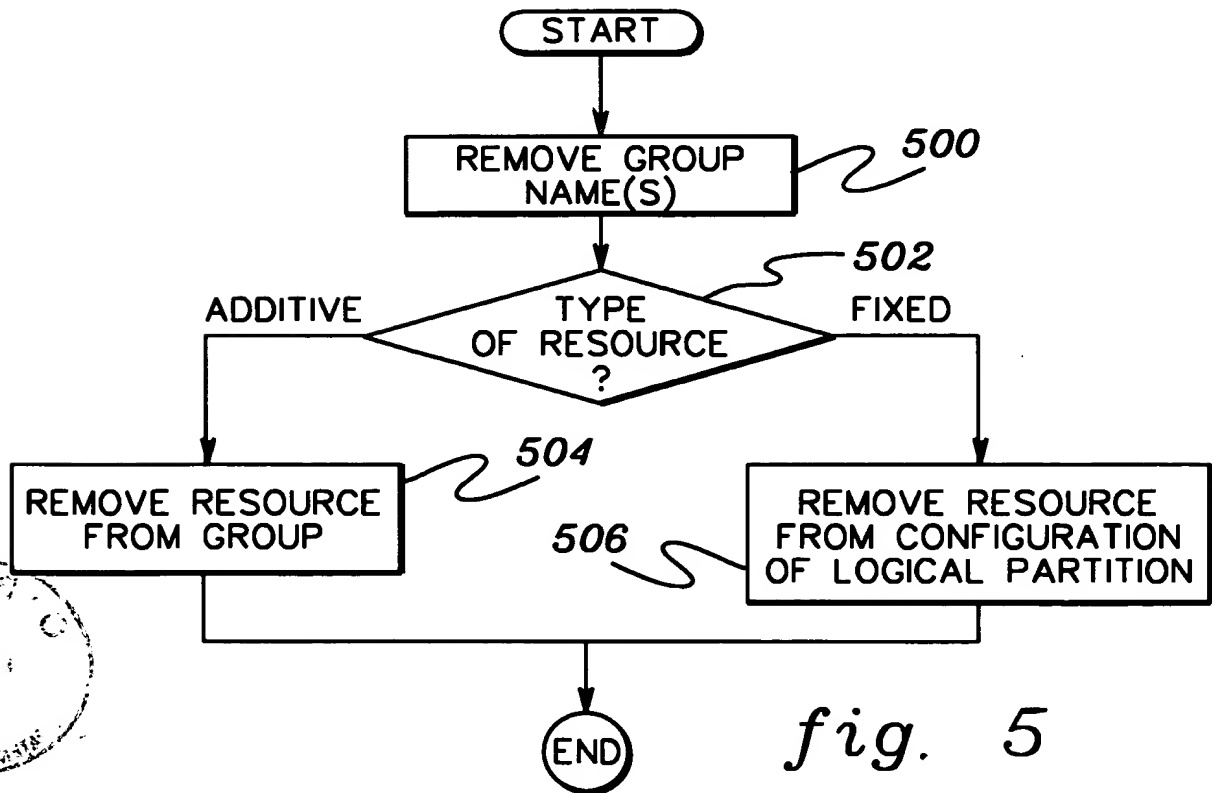 START
REMOVE GROUP
NAME(S)
500
502
ADDITIVE
TYPE
OF RESOURCE
?
FIXED
504
REMOVE RESOURCE
FROM GROUP
506
REMOVE RESOURCE
FROM CONFIGURATION
OF LOGICAL PARTITION
END
fig. 5